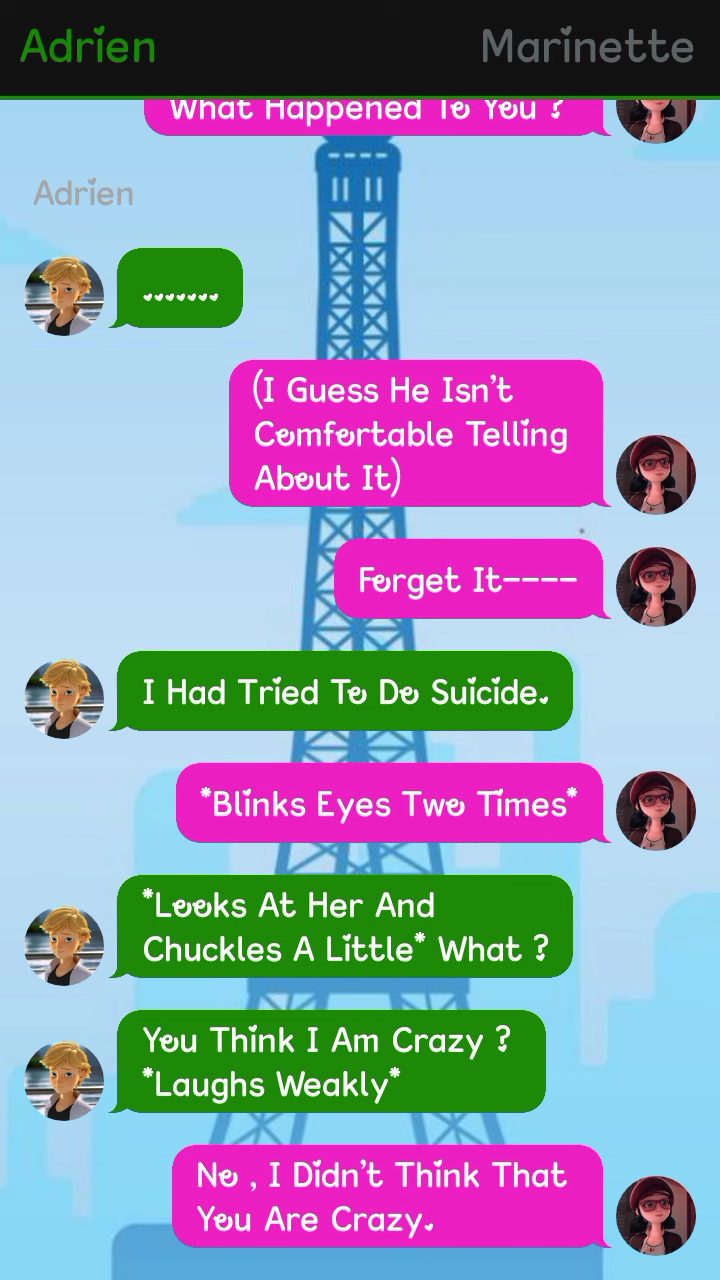 Adrien
Marinette
What Happened To You ?
Adrien
.......
(I Guess He Isn't
Comfortable Telling
About It)
Forget It----
I Had Tried To Do Suicide.
*Blinks Eyes Two Times*
*Looks At Her And
Chuckles A Little* What ?
You Think I Am Crazy ?
*Laughs Weakly*
No , I Didn't Think That
You Are Crazy.